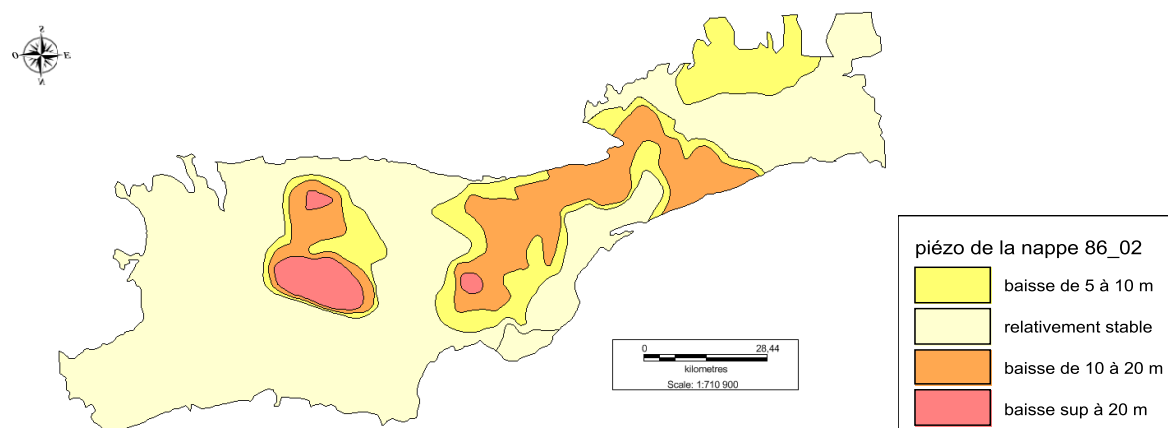 S
O E
N
piézo de la nappe 86_02
baisse de 5 à 10 m
relativement stable
baisse de 10 à 20 m
baisse sup à 20 m
0 28,44
kilometres
Scale: 1:710 900